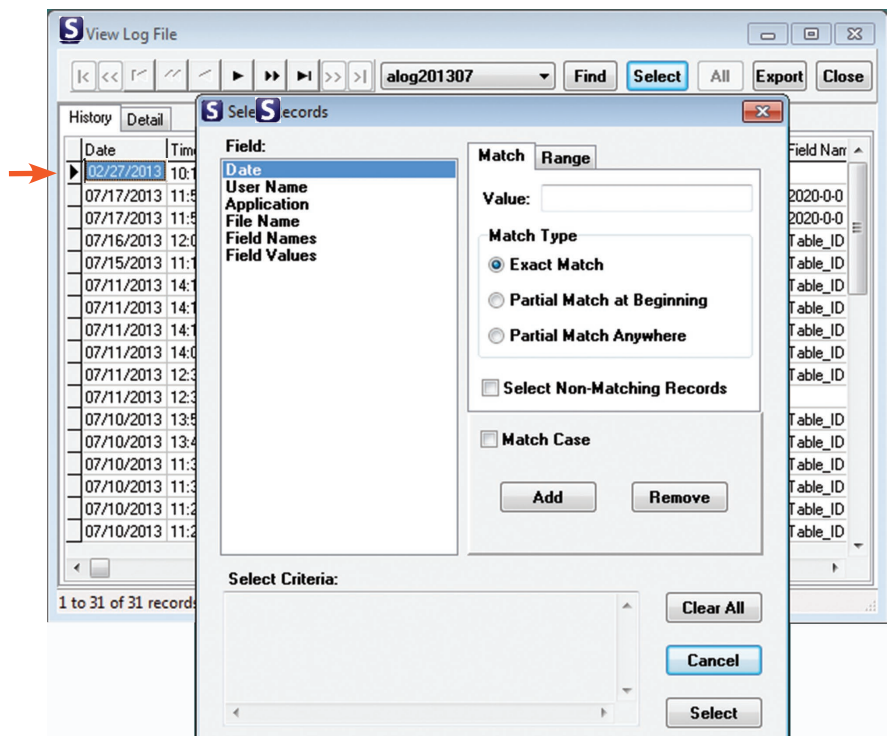 S View Log File
alog201307 Find Select All Export Close
History Detail
S Sele S ecords
Date Time Field Nam
02/27/2013 10:1
07/17/2013 11:5 2020-0-0
07/17/2013 11:5 2020-0-0
07/16/2013 12:0 Table_ID
07/15/2013 11:1 Table_ID
07/11/2013 14:1 Table_ID
07/11/2013 14:1 Table_ID
07/11/2013 14:1 Table_ID
07/11/2013 14:0 Table_ID
07/11/2013 12:3 Table_ID
07/11/2013 12:3
07/10/2013 13:5 Table_ID
07/10/2013 13:4 Table_ID
07/10/2013 11:3 Table_ID
07/10/2013 11:3 Table_ID
07/10/2013 11:2 Table_ID
07/10/2013 11:2 Table_ID
1 to 31 of 31 records
Field:
Date
User Name
Application
File Name
Field Names
Field Values
Match Range
Value:
Match Type
Exact Match
Partial Match at Beginning
Partial Match Anywhere
Select Non-Matching Records
Match Case
Add Remove
Select Criteria:
Clear All
Cancel
Select